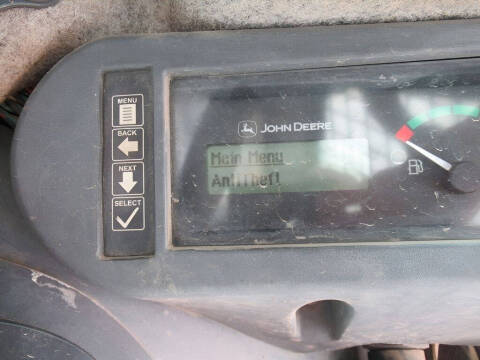 MENU
BACK
NEXT
SELECT
JOHN DEERE
Main Menu
AntiTheft